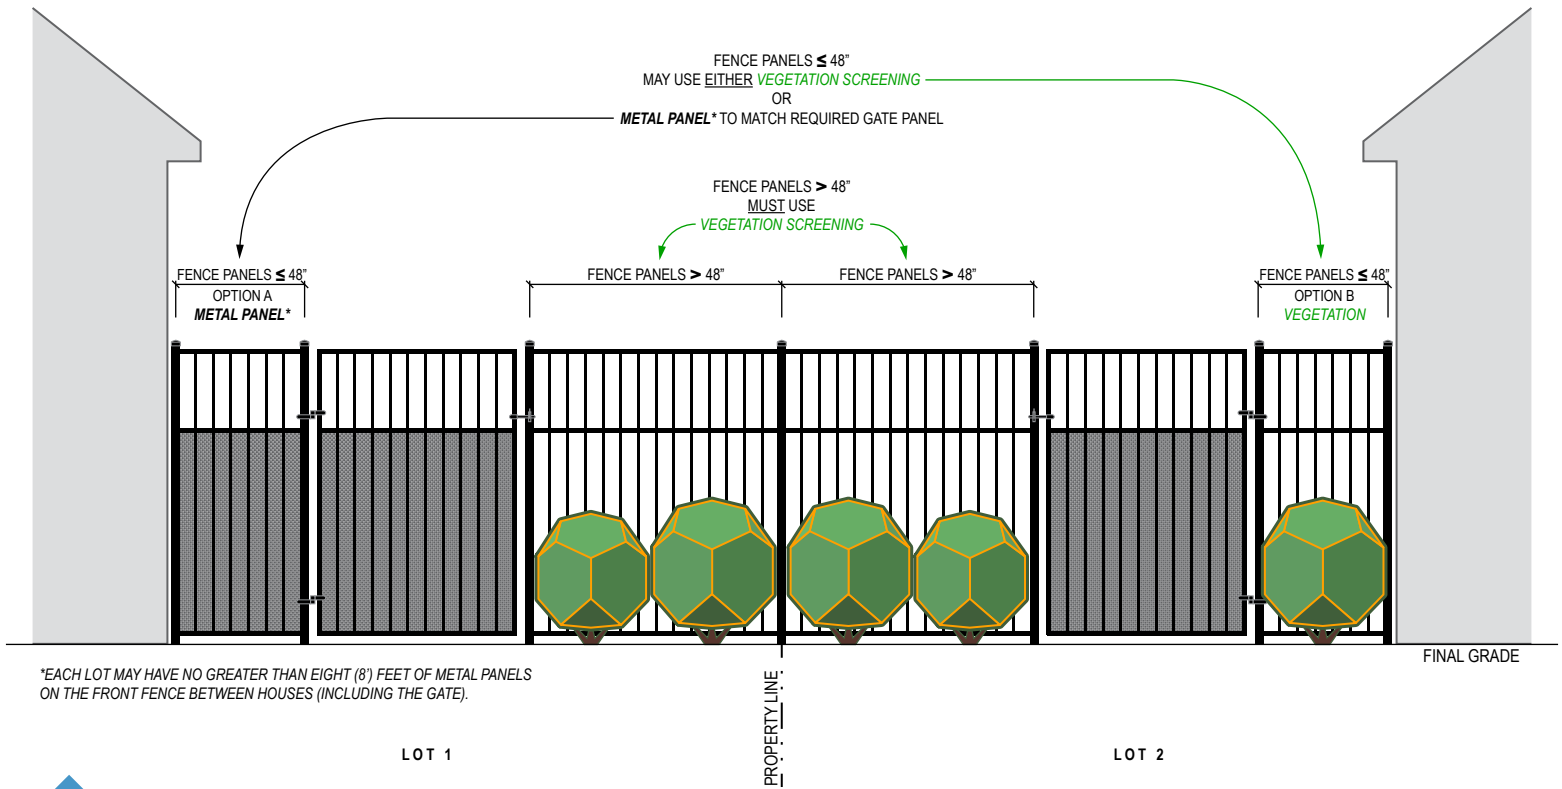 FENCE PANELS ≤ 48”
MAY USE EITHER VEGETATION SCREENING
OR
METAL PANEL* TO MATCH REQUIRED GATE PANEL
FENCE PANELS > 48”
MUST USE
VEGETATION SCREENING
FENCE PANELS ≤ 48”
OPTION A
METAL PANEL*
FENCE PANELS > 48”
FENCE PANELS > 48”
FENCE PANELS ≤ 48”
OPTION B
VEGETATION
FINAL GRADE
*EACH LOT MAY HAVE NO GREATER THAN EIGHT (8’) FEET OF METAL PANELS
ON THE FRONT FENCE BETWEEN HOUSES (INCLUDING THE GATE).
PROPERTY LINE
LOT 1
LOT 2